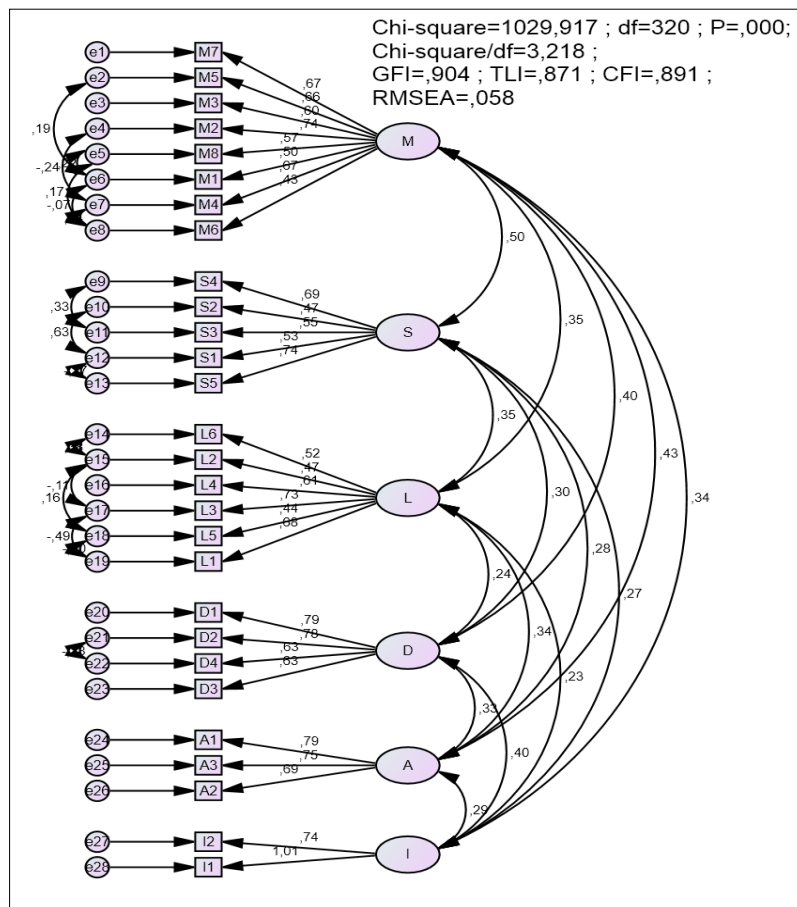 Chi-square=1029,917 ; df=320 ; P=,000;
Chi-square/df=3,218 ;
GFI=,904 ; TLI=,871 ; CFI=,891 ;
RMSEA=,058
e1 M7 ,67
e2 M5 ,66
e3 M3 ,60
e4 M2 ,74
e5 M8 ,57
e6 M1 ,50
e7 M4 ,67
e8 M6 ,43
,19
-,24
,17
-,07
M
,50
e9 S4 ,69
e10 S2 ,47
e11 S3 ,55
e12 S1 ,53
e13 S5 ,74
,33
,63
S
,35
,35
,40
,43
,34
e14 L6 ,52
e15 L2 ,47
e16 L4 ,61
e17 L3 ,73
e18 L5 ,44
e19 L1 ,68
-,11
,16
-,49
L
,30
,28
,27
,24
,34
,23
e20 D1 ,79
e21 D2 ,78
e22 D4 ,63
e23 D3 ,63
D
,33
,40
e24 A1 ,79
e25 A3 ,75
e26 A2 ,69
A
,29
e27 I2 ,74
e28 I1 1,01
I